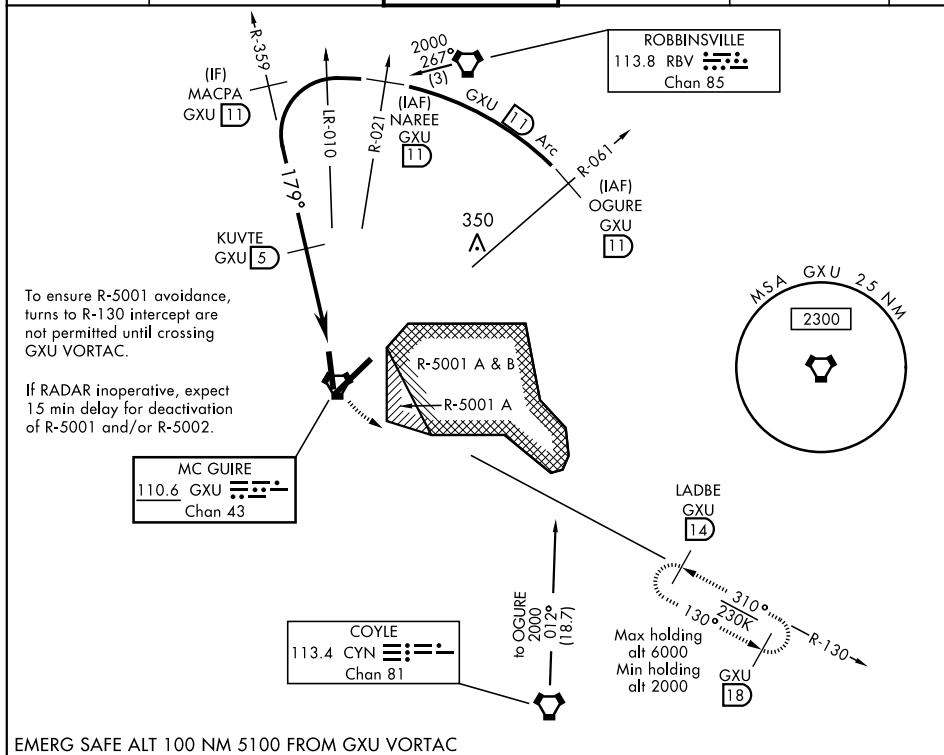 R-359
2000
267°
(3)
ROBBINSVILLE
113.8 RBV
Chan 85
(IF)
MACPA
GXU 11
LR-010
R-021
(IAF)
NAREE
GXU
11
GXU 11 Arc
R-061
(IAF)
OGURE
GXU
11
179°
350
KUVTE
GXU 5
To ensure R-5001 avoidance,
turns to R-130 intercept are
not permitted until crossing
GXU VORTAC.
If RADAR inoperative, expect
15 min delay for deactivation
of R-5001 and/or R-5002.
R-5001 A & B
R-5001 A
MSA GXU 25 NM
2300
MC GUIRE
110.6 GXU
Chan 43
LADBE
GXU
14
310°
230K
130°
R-130
Max holding
alt 6000
Min holding
alt 2000
GXU
18
to OGURE
2000
012°
(18.7)
COYLE
113.4 CYN
Chan 81
EMERG SAFE ALT 100 NM 5100 FROM GXU VORTAC